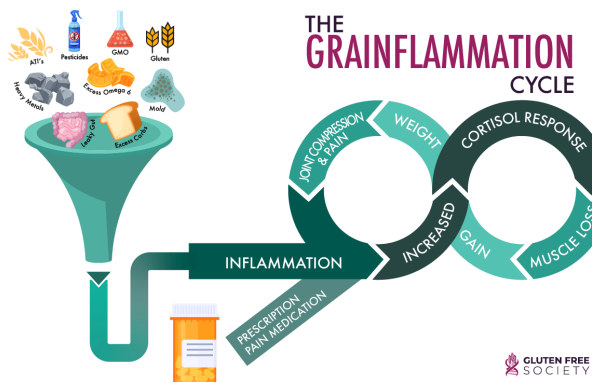 THE
GRAINFLAMMATION
CYCLE
ATI's
Pesticides
GMO
Gluten
Heavy Metals
Excess Omega 6
Mold
Leaky Gut
Excess Carbs
JOINT COMPRESSION
& PAIN
WEIGHT
CORTISOL RESPONSE
INCREASED
GAIN
MUSCLE LOSS
INFLAMMATION
PRESCRIPTION
PAIN MEDICATION
GLUTEN FREE
SOCIETY